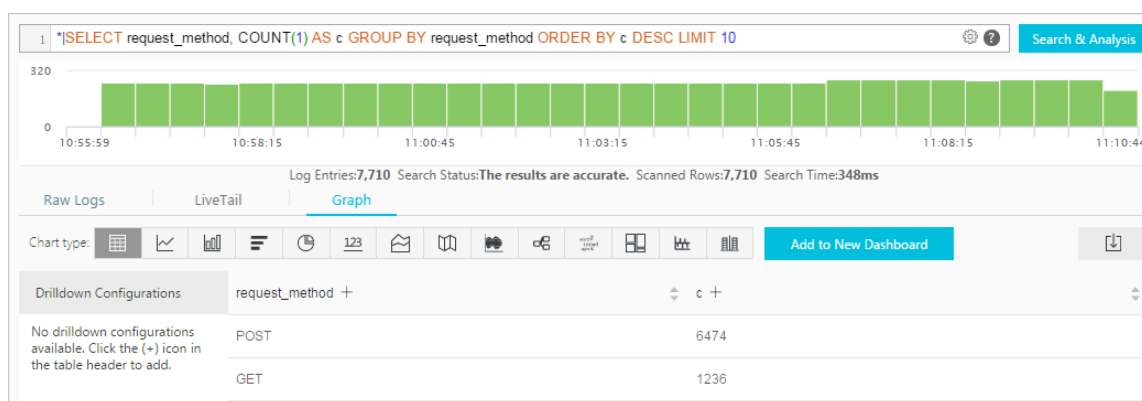 1 *|SELECT request_method, COUNT(1) AS c GROUP BY request_method ORDER BY c DESC LIMIT 10 ? Search & Analysis
320
0
10:55:59 10:58:15 11:00:45 11:03:15 11:05:45 11:08:15 11:10:44
Log Entries:7,710 Search Status:The results are accurate. Scanned Rows:7,710 Search Time:348ms
Raw Logs LiveTail Graph
Chart type: 123 Add to New Dashboard
Drilldown Configurations request_method + c +
No drilldown configurations
available. Click the (+) icon in
the table header to add.
POST 6474
GET 1236